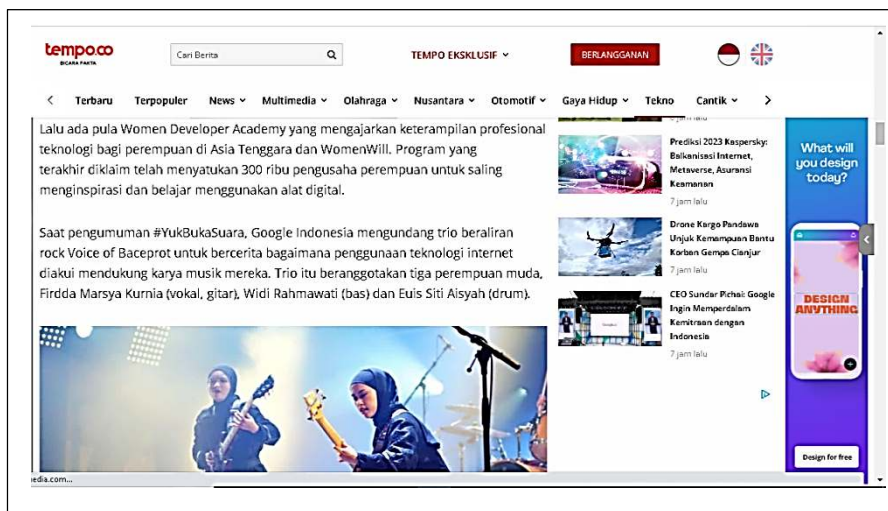 tempo.co
BICARA FAKTA
Cari Berita
TEMPO EKSKLUSIF
BERLANGGANAN
Terbaru Terpopuler News Multimedia Olahraga Nusantara Otomotif Gaya Hidup Tekno Cantik
Lalu ada pula Women Developer Academy yang mengajarkan keterampilan profesional
teknologi bagi perempuan di Asia Tenggara dan WomenWill. Program yang
terakhir diklaim telah menyatukan 300 ribu pengusaha perempuan untuk saling
menginspirasi dan belajar menggunakan alat digital.
Saat pengumuman #YukBukaSuara, Google Indonesia mengundang trio beraliran
rock Voice of Baceprot untuk bercerita bagaimana penggunaan teknologi internet
diakui mendukung karya musik mereka. Trio itu beranggotakan tiga perempuan muda,
Firdda Marsya Kurnia (vokal, gitar), Widi Rahmawati (bas) dan Euis Siti Aisyah (drum).
7 jam lalu
Prediksi 2023 Kaspersky:
Balkanisasi Internet,
Metaverse, Asuransi
Keamanan
7 jam lalu
Drone Kargo Pandawa
Unjuk Kemampuan Bantu
Korban Gempa Cianjur
7 jam lalu
CEO Sundar Pichai: Google
Ingin Memperdalam
Kemitraan dengan
Indonesia
7 jam lalu
What will
you design
today?
DESIGN
ANYTHING
Design for free
media.com...